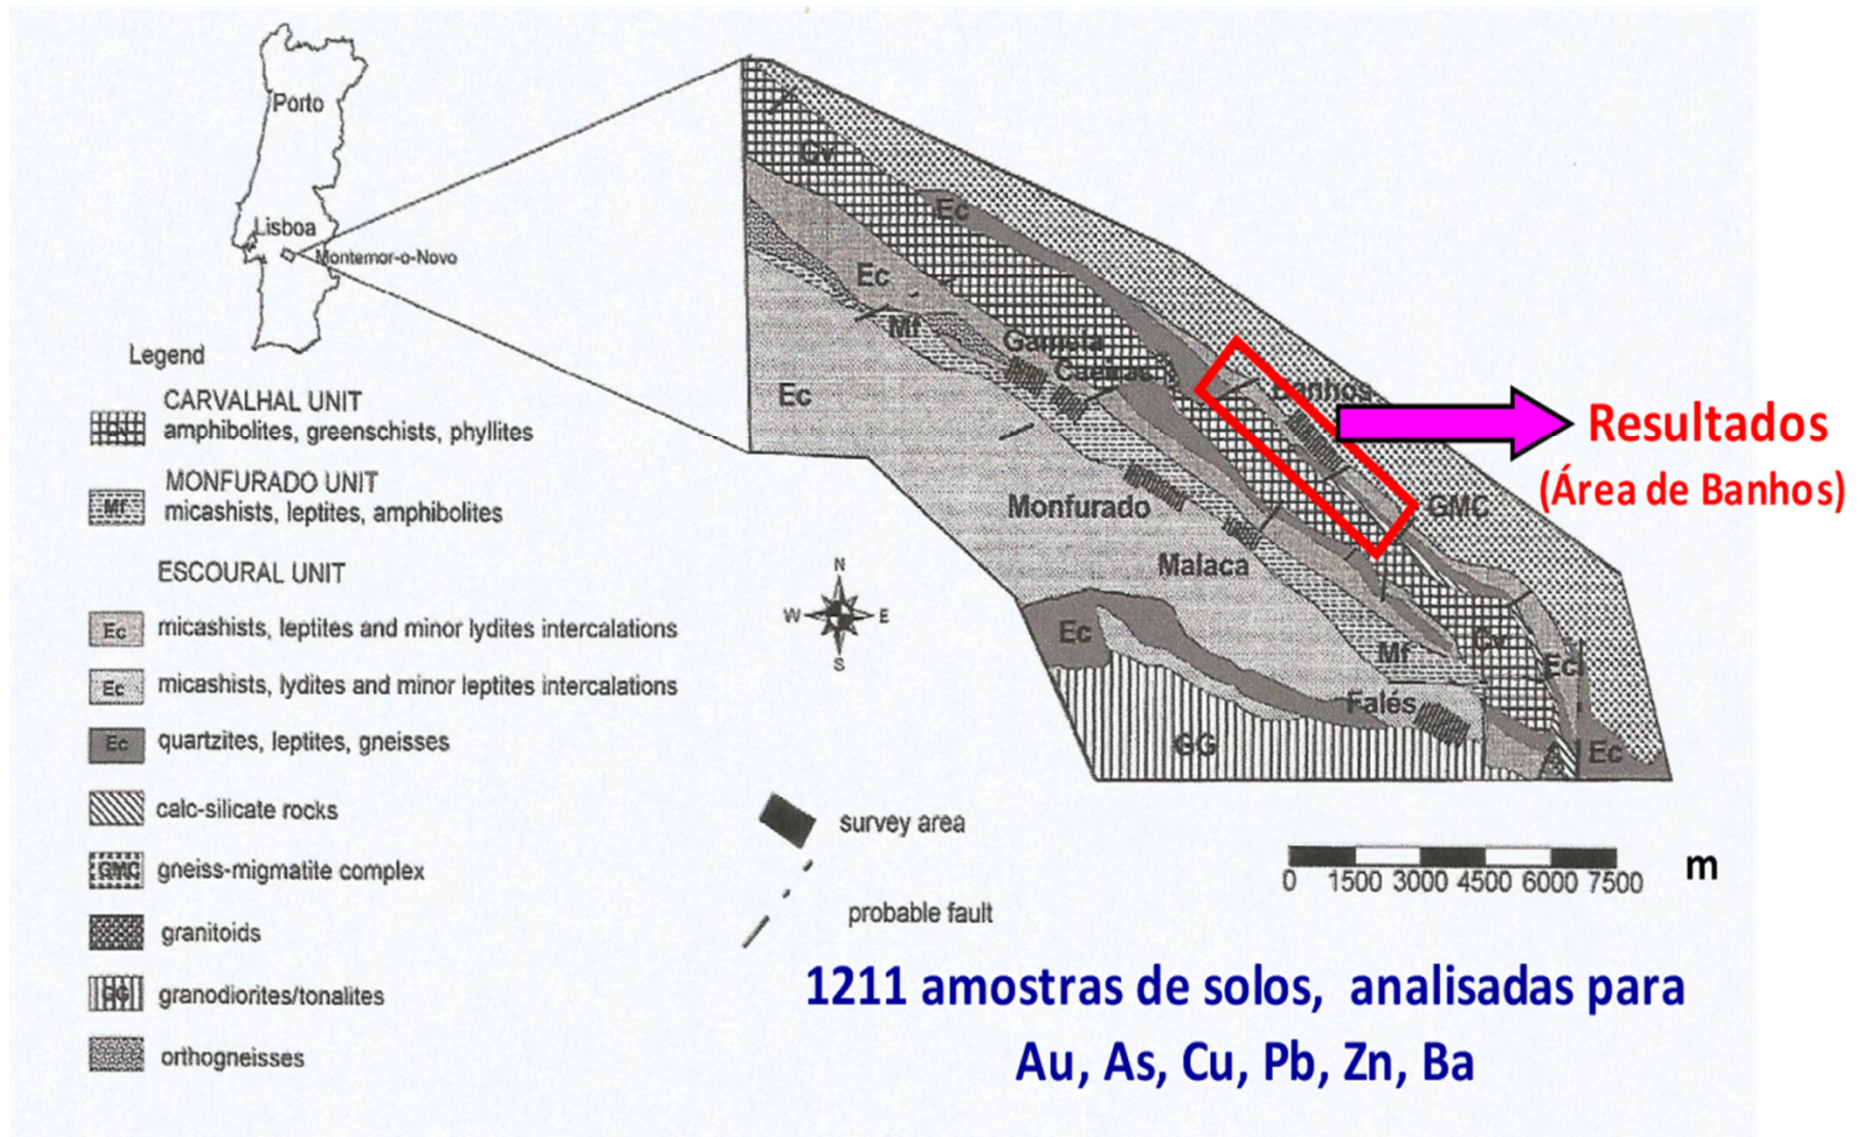 Porto
Lisboa
Montemor-o-Novo
Legend
CARVALHAL UNIT
amphibolites, greenschists, phyllites
MONFURADO UNIT
Mf
micashists, leptites, amphibolites
ESCOURAL UNIT
Ec
micashists, leptites and minor lydites intercalations
Ec
micashists, lydites and minor leptites intercalations
Ec
quartzites, leptites, gneisses
calc-silicate rocks
GMC
gneiss-migmatite complex
granitoids
GG
granodiorites/tonalites
orthogneisses
Cv
Ec
Ec
Mf
Gamela
Caeiras
Banhos
Ec
Resultados
(Área de Banhos)
GMC
Monfurado
Malaca
Ec
Mf
Cv
Ec
Falés
GG
Ec
N
W
E
S
survey area
probable fault
0 1500 3000 4500 6000 7500
m
1211 amostras de solos, analisadas para
Au, As, Cu, Pb, Zn, Ba